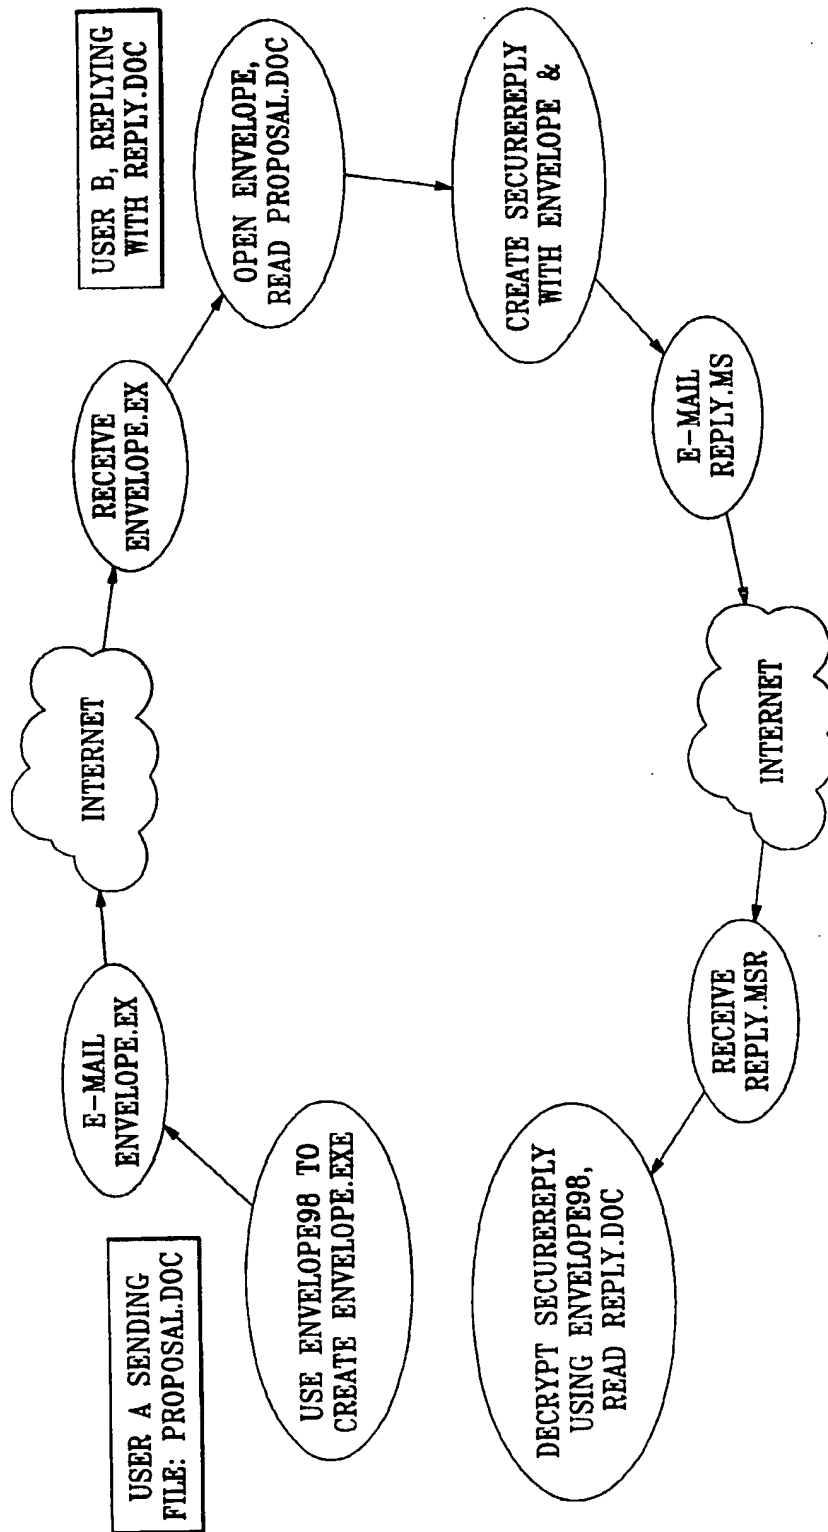 USER A SENDING
FILE: PROPOSAL.DOC
USE ENVELOPE98 TO
CREATE ENVELOPE.EXE
E-MAIL
ENVELOPE.EX
INTERNET
RECEIVE
ENVELOPE.EX
USER B, REPLYING
WITH REPLY.DOC
OPEN ENVELOPE,
READ PROPOSAL.DOC
CREATE SECUREREPLY
WITH ENVELOPE &
E-MAIL
REPLY.MS
INTERNET
RECEIVE
REPLY.MSR
DECRYPT SECUREREPLY
USING ENVELOPE98,
READ REPLY.DOC